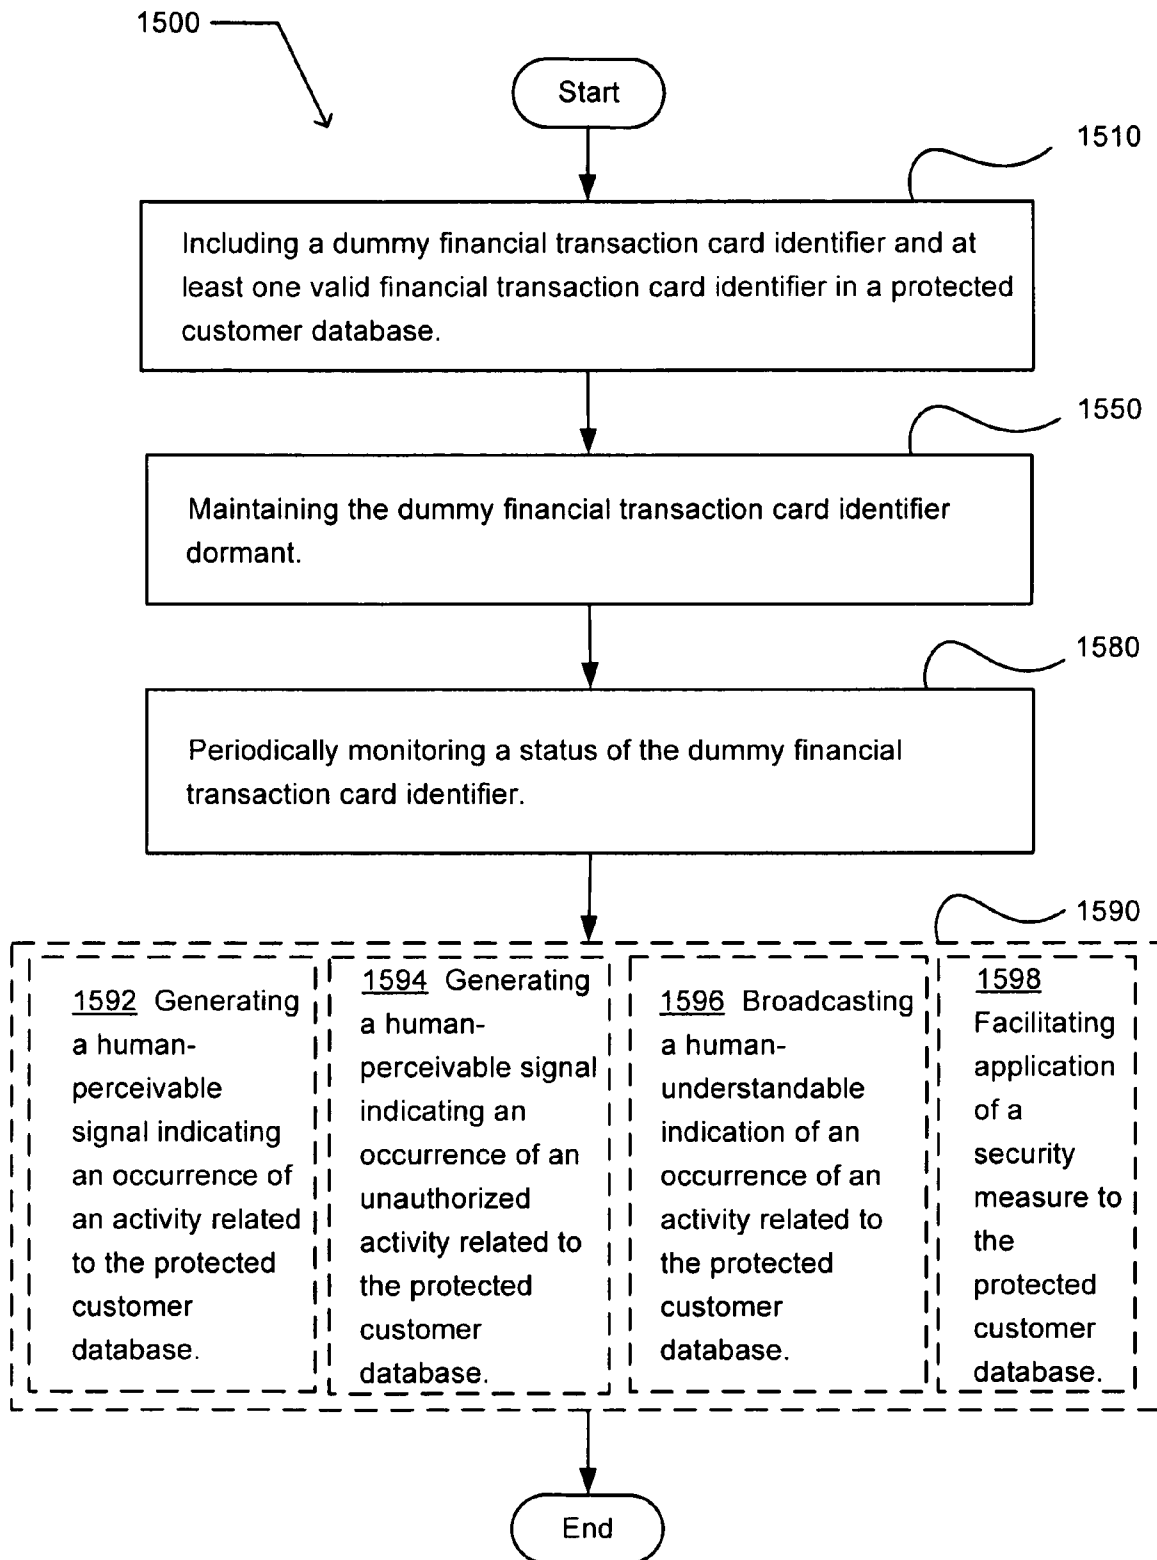 1500
Start
1510
Including a dummy financial transaction card identifier and at
least one valid financial transaction card identifier in a protected
customer database.
1550
Maintaining the dummy financial transaction card identifier
dormant.
1580
Periodically monitoring a status of the dummy financial
transaction card identifier.
1590
1592 Generating
a human-
perceivable
signal indicating
an occurrence of
an activity related
to the protected
customer
database.
1594 Generating
a human-
perceivable signal
indicating an
occurrence of an
unauthorized
activity related to
the protected
customer
database.
1596 Broadcasting
a human-
understandable
indication of an
occurrence of an
activity related to
the protected
customer
database.
1598
Facilitating
application
of a
security
measure to
the
protected
customer
database.
End